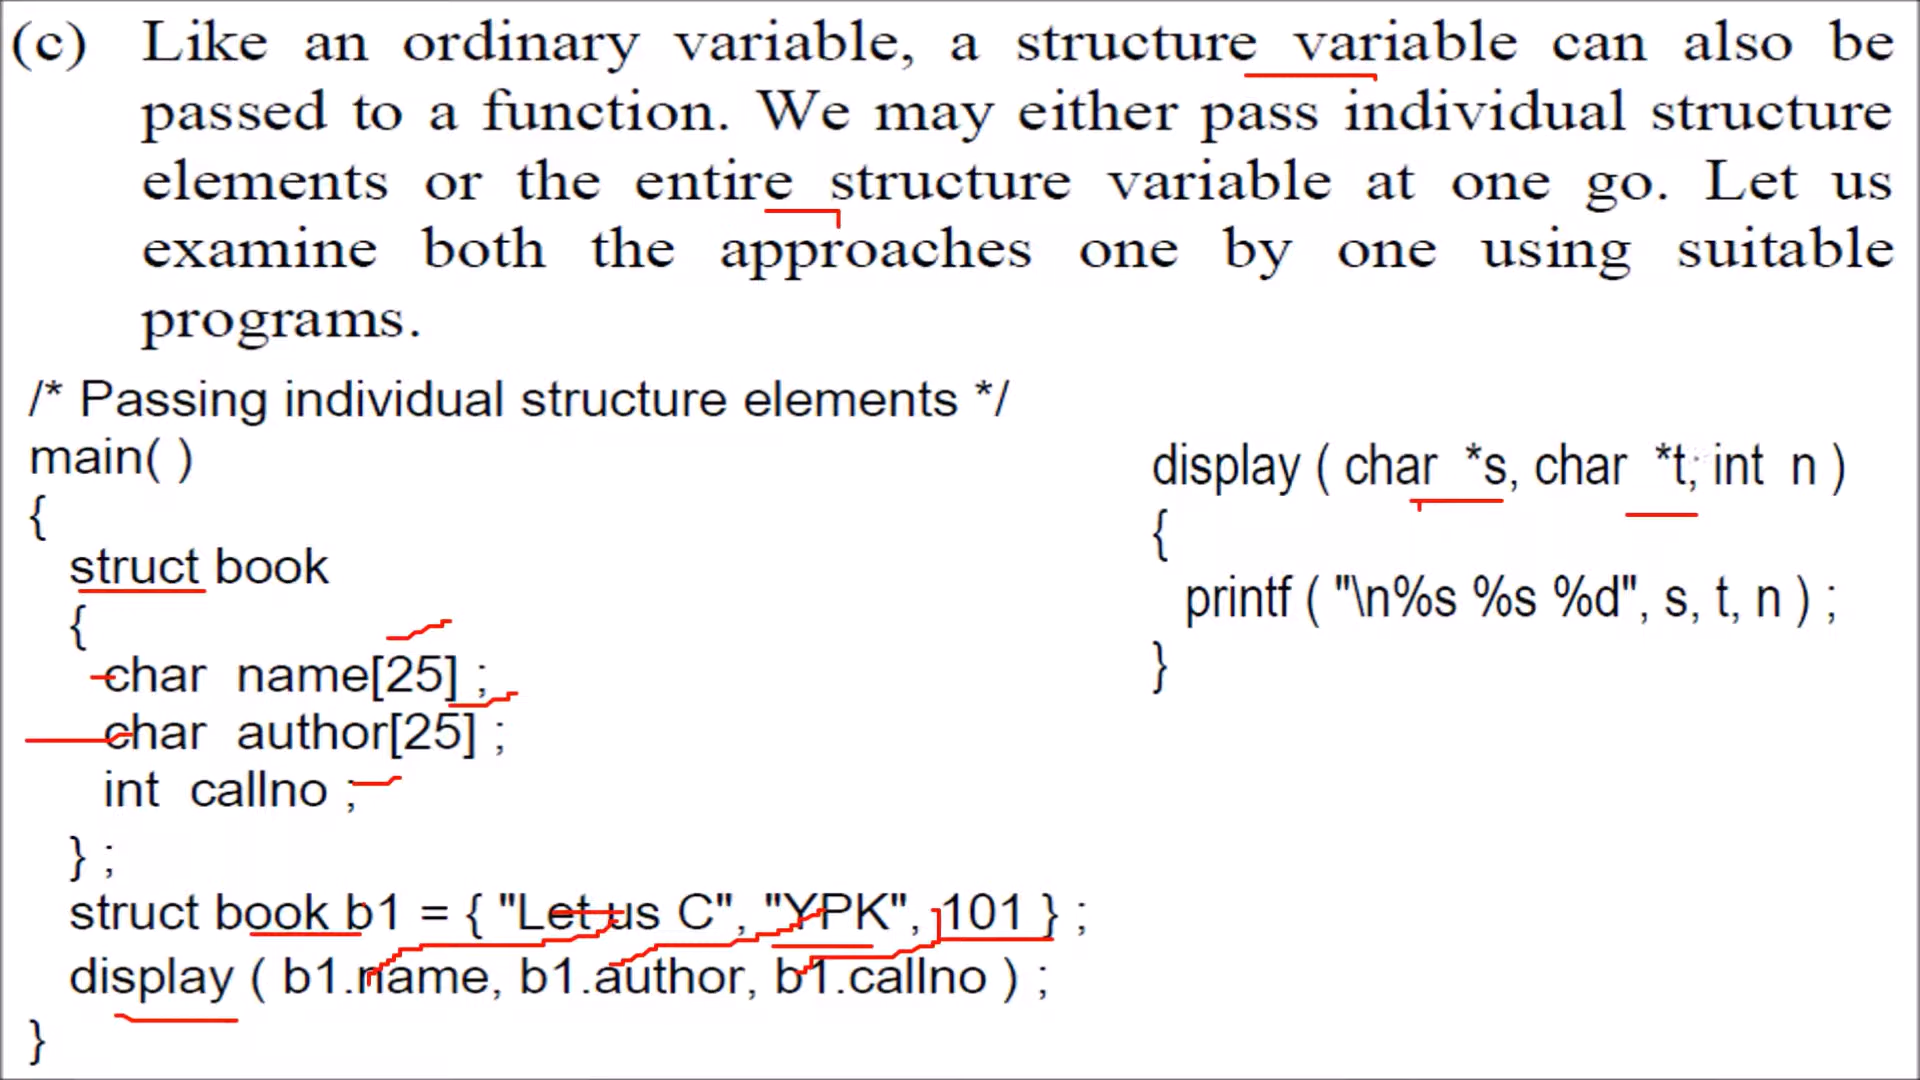 (c) Like an ordinary variable, a structure variable can also be
passed to a function. We may either pass individual structure
elements or the entire structure variable at one go. Let us
examine both the approaches one by one using suitable
programs.
/* Passing individual structure elements */
main( )
{
struct book
{
char name[25] ;
char author[25] ;
int callno ;
} ;
struct book b1 = { "Let us C", "YPK", 101 } ;
display ( b1.name, b1.author, b1.callno ) ;
}
display ( char *s, char *t, int n )
{
printf ( "\n%s %s %d", s, t, n ) ;
}